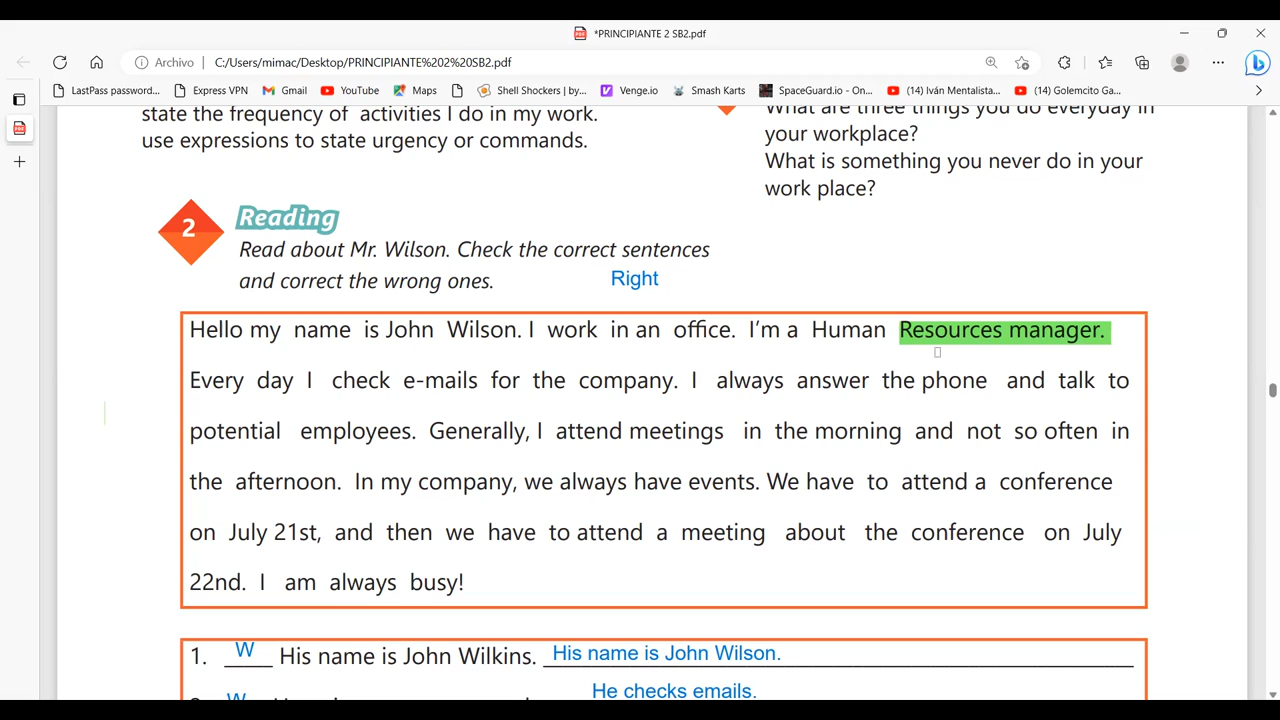 *PRINCIPIANTE 2 SB2.pdf
Archivo C:/Users/mimac/Desktop/PRINCIPIANTE%202%20SB2.pdf
LastPass password... Express VPN Gmail YouTube Maps Shell Shockers | by... Venge.io Smash Karts SpaceGuard.io - On... (14) Iván Mentalista... (14) Golemcito Ga...
state the frequency of activities I do in my work.
use expressions to state urgency or commands.
What are three things you do everyday in
your workplace?
What is something you never do in your
work place?
2
Reading
Read about Mr. Wilson. Check the correct sentences
and correct the wrong ones.
Right
Hello my name is John Wilson. I work in an office. I'm a Human Resources manager.
Every day I check e-mails for the company. I always answer the phone and talk to
potential employees. Generally, I attend meetings in the morning and not so often in
the afternoon. In my company, we always have events. We have to attend a conference
on July 21st, and then we have to attend a meeting about the conference on July
22nd. I am always busy!
1. W His name is John Wilkins. His name is John Wilson.
W He checks emails.